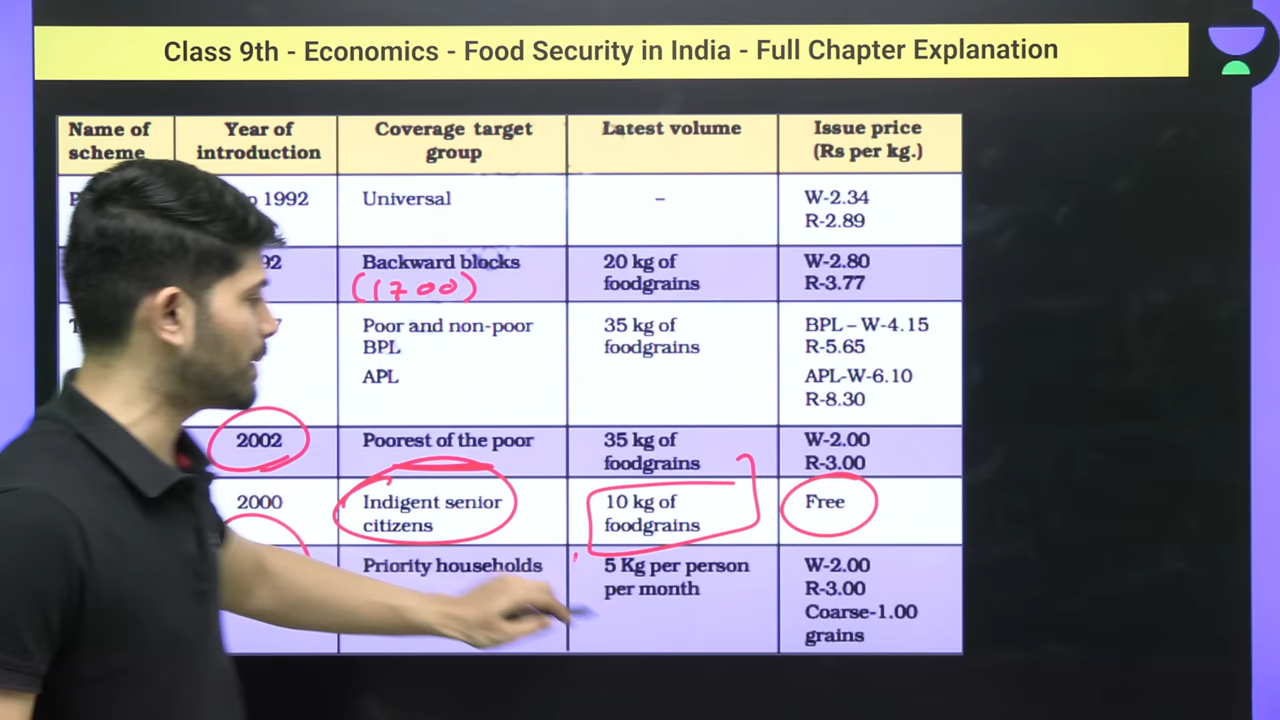 Class 9th - Economics - Food Security in India - Full Chapter Explanation
Name of scheme
Year of introduction
Coverage target group
Latest volume
Issue price (Rs per kg.)
1992
Universal
–
W-2.34
R-2.89
Backward blocks
(1700)
20 kg of
foodgrains
W-2.80
R-3.77
Poor and non-poor
BPL
APL
35 kg of
foodgrains
BPL – W-4.15
R-5.65
APL-W-6.10
R-8.30
2002
Poorest of the poor
35 kg of
foodgrains
W-2.00
R-3.00
2000
Indigent senior
citizens
10 kg of
foodgrains
Free
Priority households
5 Kg per person
per month
W-2.00
R-3.00
Coarse-1.00
grains